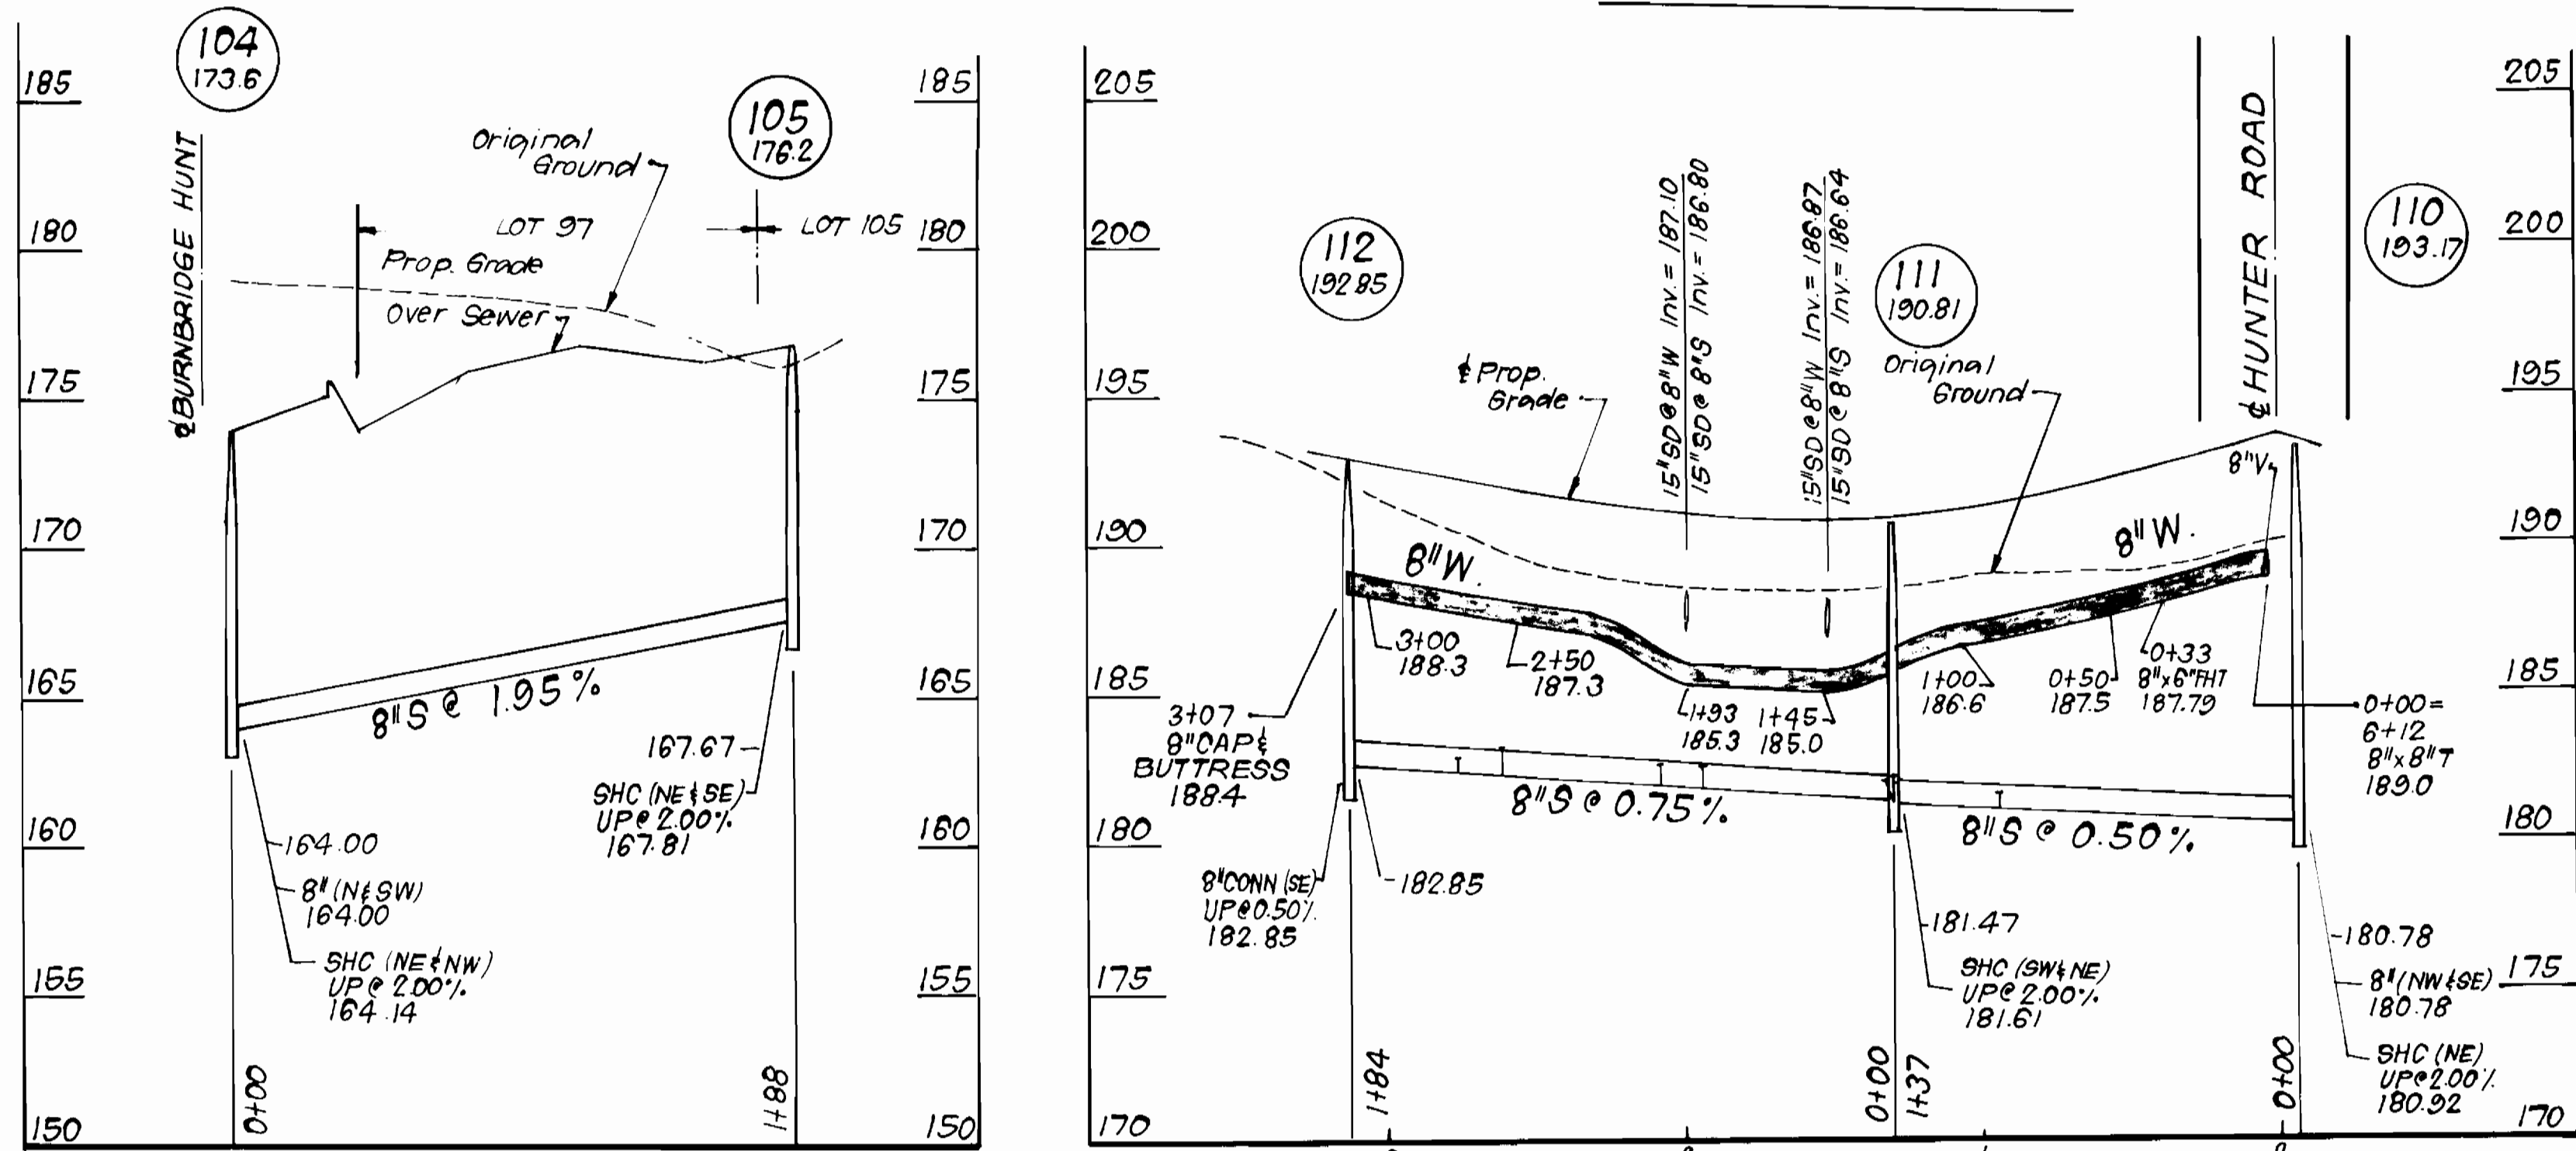 104
173.6
185
℄ BURNBRIDGE HUNT
Original
Ground
105
176.2
185
180
LOT 97
LOT 105
180
Prop. Grade
Over Sewer
175
175
170
170
165
165
8"S @ 1.95%
167.67
SHC (NE & SE)
UP @ 2.00%
167.81
160
160
164.00
8" (N & SW)
164.00
SHC (NE & NW)
UP @ 2.00%
164.14
155
155
0+00
1+88
150
150
205
205
200
200
112
192.85
15"SD @ 8"W Inv. = 187.10
15"SD @ 8"S Inv. = 186.80
15"SD @ 8"W Inv. = 186.87
15"SD @ 8"S Inv. = 186.64
111
190.81
℄ HUNTER ROAD
110
193.17
℄ Prop.
Grade
Original
Ground
195
195
8"V
190
190
8"W.
8"W.
3+00
188.3
2+50
187.3
1+93
185.3
1+45
185.0
1+00
186.6
0+50
187.5
0+33
8"x6"FHT
187.79
185
185
3+07
8"CAP &
BUTTRESS
188.4
0+00=
6+12
8"x8"T
189.0
8"S @ 0.75%
8"S @ 0.50%
180
180
8"CONN (SE)
UP @ 0.50%
182.85
182.85
181.47
SHC (SW & NE)
UP @ 2.00%
181.61
180.78
8" (NW & SE)
180.78
SHC (NE)
UP @ 2.00%
180.92
175
175
1+84
0+00
1+37
0+00
170
170